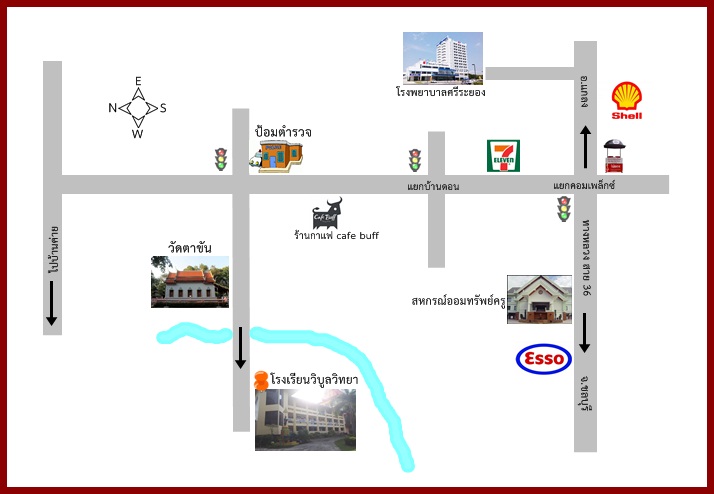 โรงพยาบาลศรีระยอง
อ.แกลง
Shell
E
N
S
W
ป้อมตำรวจ
7
ELEVEN
แยกบ้านดอน
แยกคอมเพล็กซ์
Cafe Buff
ร้านกาแฟ cafe buff
ไปบ้านค่าย
วัดตาขัน
ทางหลวง สาย 36
สหกรณ์ออมทรัพย์ครู
Esso
โรงเรียนวิบูลวิทยา
จ.ชลบุรี